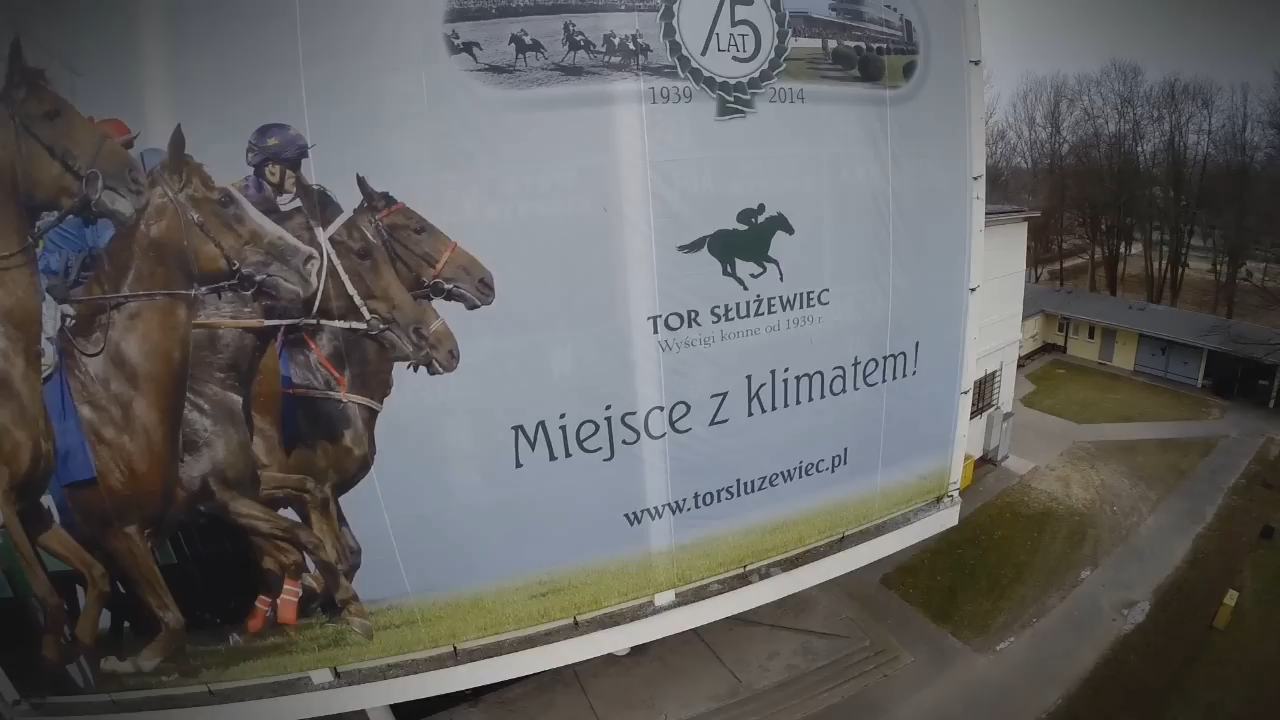 75
LAT
1939 2014
TOR SŁUŻEWIEC
Wyścigi konne od 1939 r.
Miejsce z klimatem!
www.torsluzewiec.pl